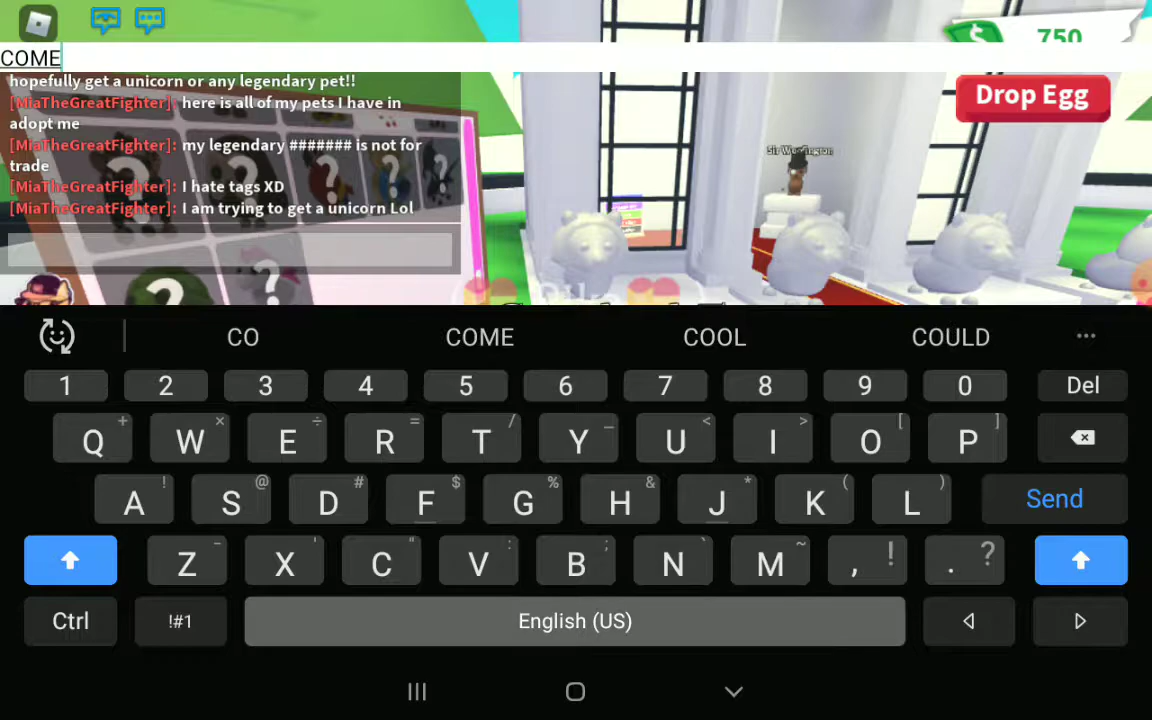 750
COME
hopefully get a unicorn or any legendary pet!!
[MiaTheGreatFighter]: here is all of my pets I have in
adopt me
[MiaTheGreatFighter]: my legendary ####### is not for
trade
[MiaTheGreatFighter]: I hate tags XD
[MiaTheGreatFighter]: I am trying to get a unicorn Lol
Drop Egg
? ? ? ? ?
? ?
CO COME COOL COULD ...
1 2 3 4 5 6 7 8 9 0 Del
Q + W × E ÷ R = T / Y _ U < I > O [ P ]
A ! S @ D # F $ G % H & J * K ( L ) Send
Z - X ' C " V : B ; N ` M ~ , ! . ?
Ctrl !#1 English (US)